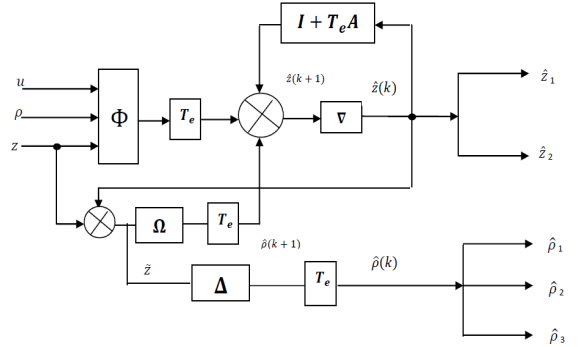 I + TₑA
ẑ(k+1)
ẑ(k)
ẑ₁
u
ρ
z
Φ
Tₑ
∇
ẑ₂
Ω
Tₑ
ρ̂(k+1)
z̃
Δ
Tₑ
ρ̂(k)
ρ̂₁
ρ̂₂
ρ̂₃